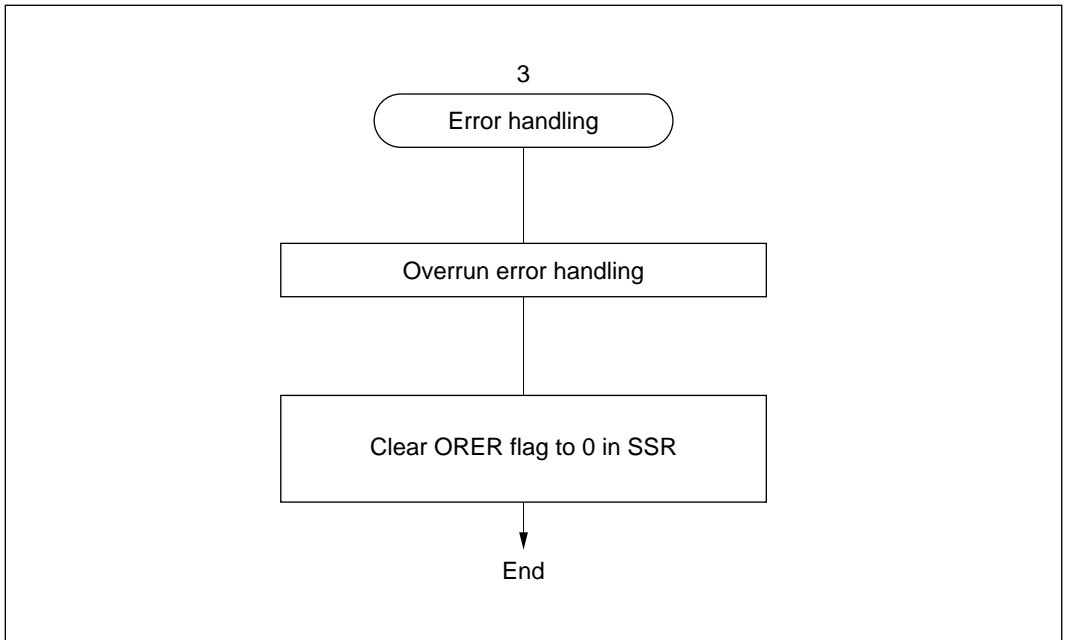 3
Error handling
Overrun error handling
Clear ORER flag to 0 in SSR
End